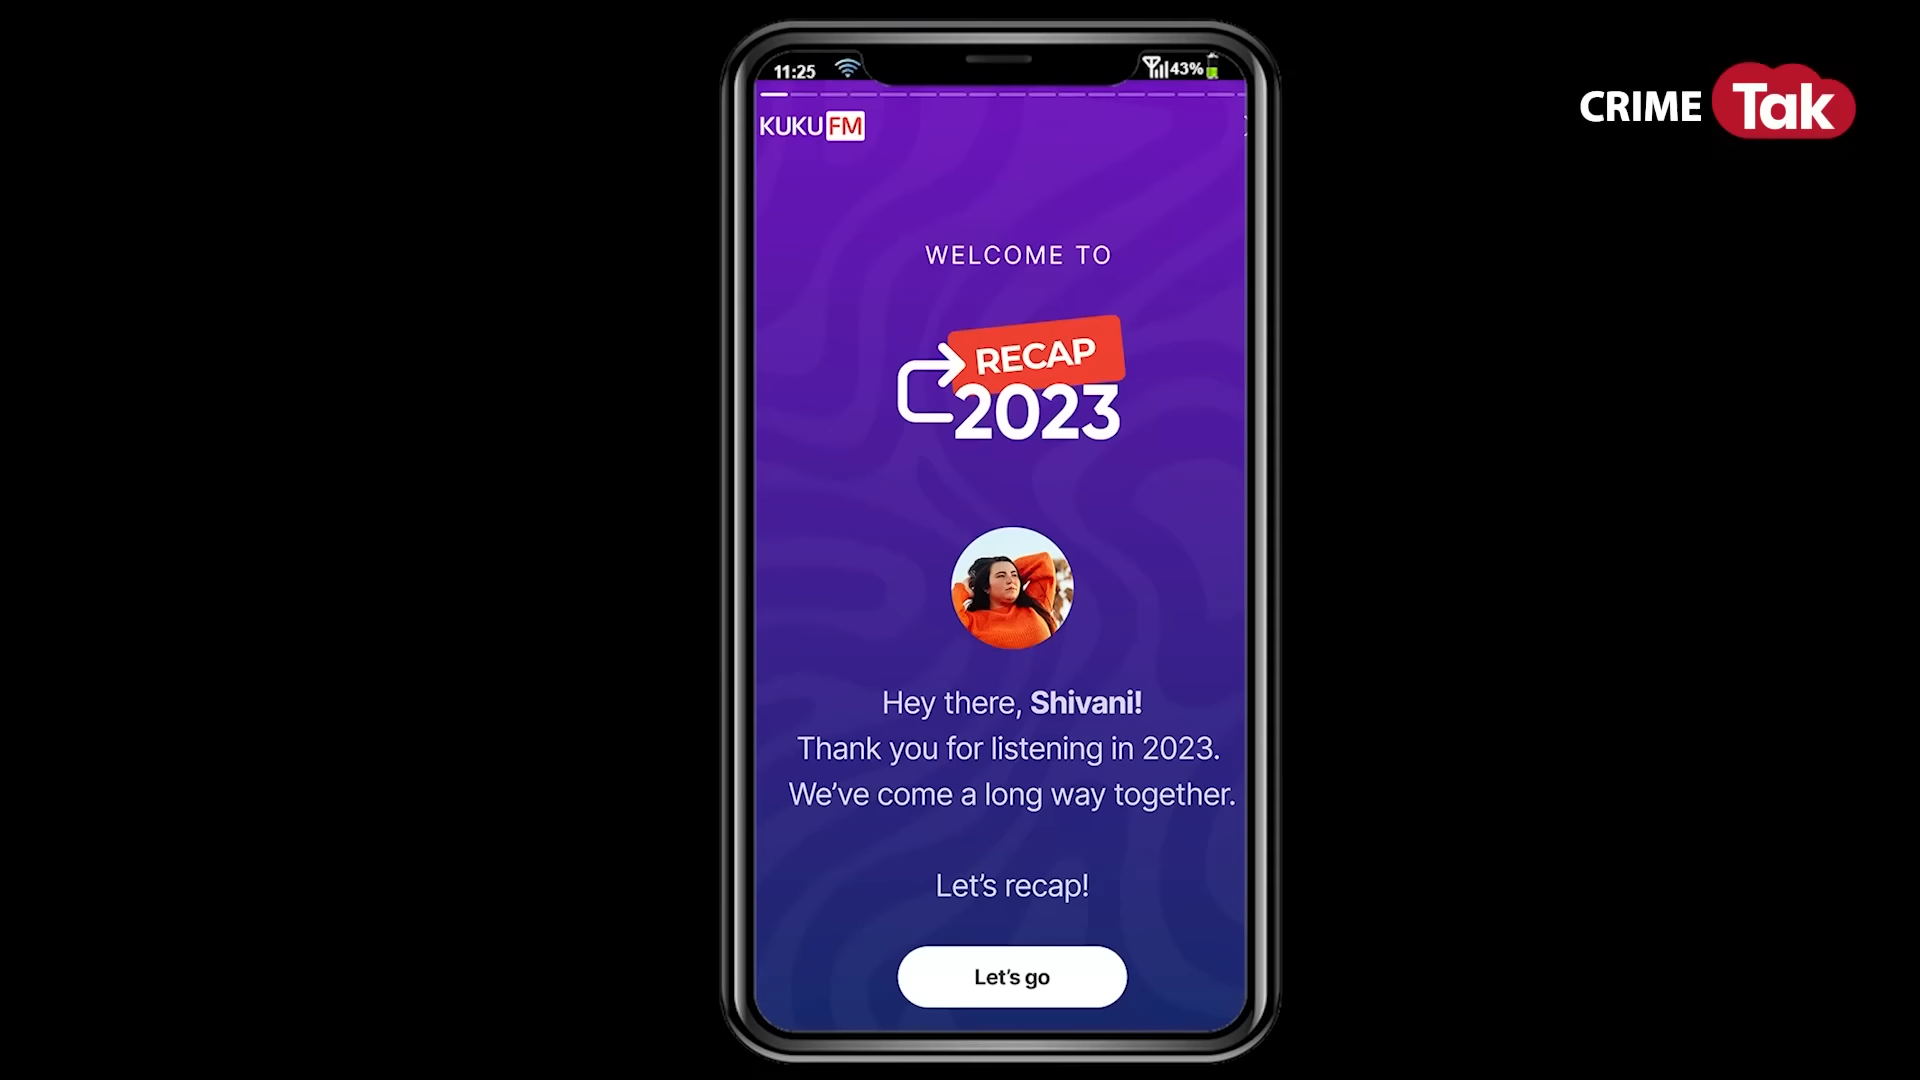 11:25
43%
CRIME Tak
KUKU FM
WELCOME TO
RECAP
2023
Hey there, Shivani!
Thank you for listening in 2023.
We've come a long way together.
Let's recap!
Let's go